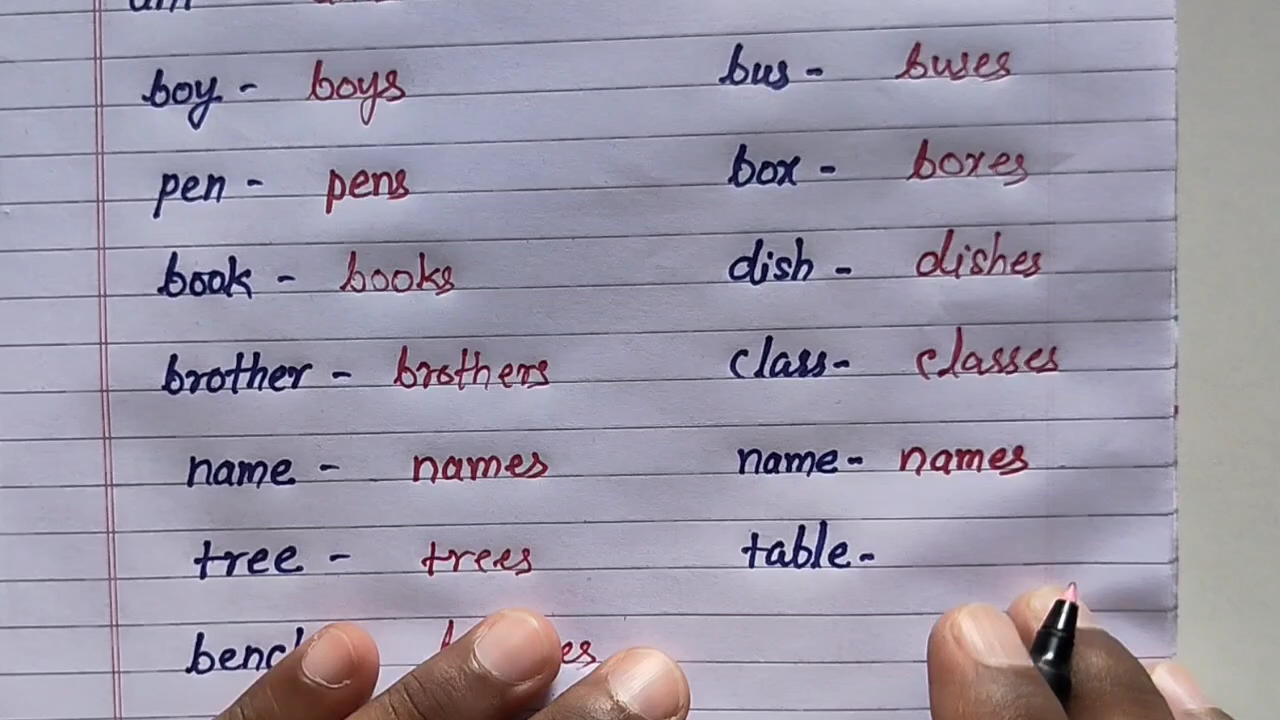 boy - boys
pen - pens
book - books
brother - brothers
name - names
tree - trees
bus - buses
box - boxes
dish - dishes
class - classes
name - names
table -